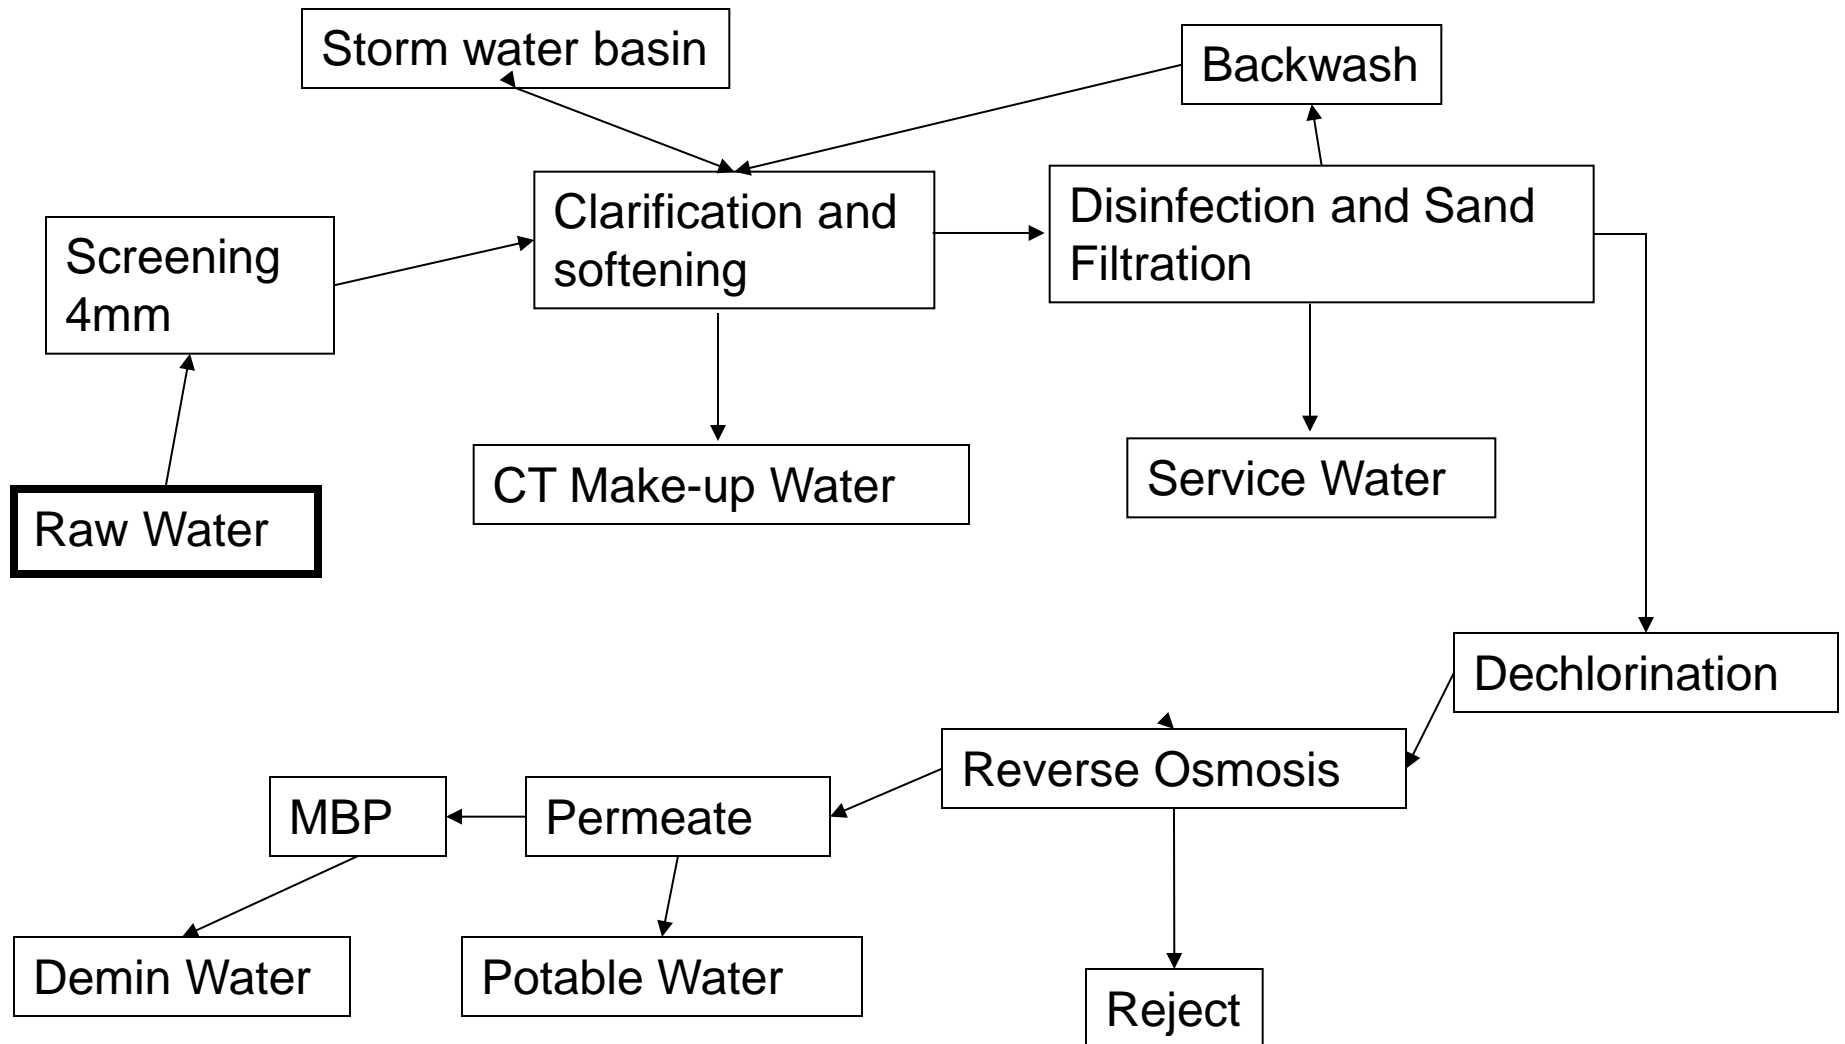 Storm water basin
Backwash
Clarification and
softening
Disinfection and Sand
Filtration
Screening
4mm
CT Make-up Water
Service Water
Raw Water
Dechlorination
Reverse Osmosis
MBP
Permeate
Demin Water
Potable Water
Reject